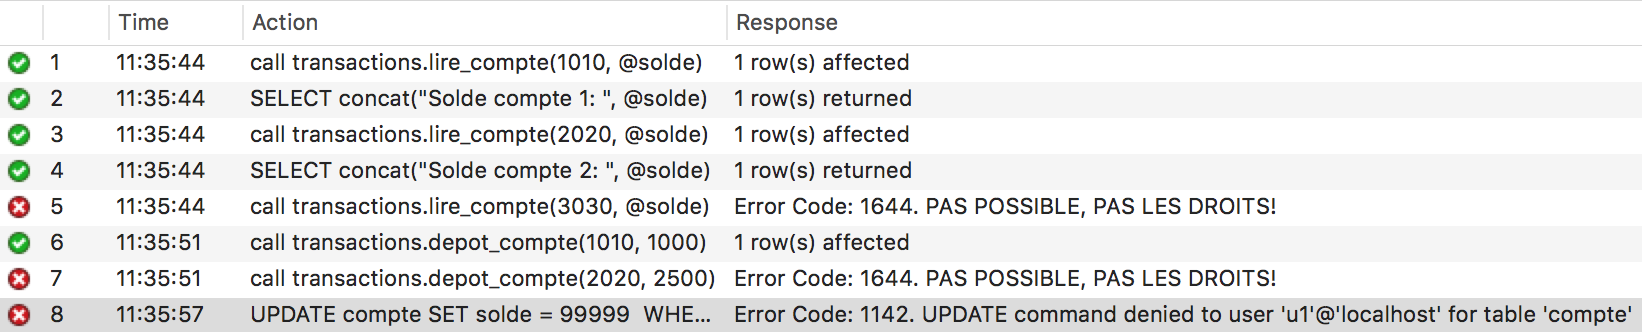 Time Action Response
1 11:35:44 call transactions.lire_compte(1010, @solde) 1 row(s) affected
2 11:35:44 SELECT concat("Solde compte 1: ", @solde) 1 row(s) returned
3 11:35:44 call transactions.lire_compte(2020, @solde) 1 row(s) affected
4 11:35:44 SELECT concat("Solde compte 2: ", @solde) 1 row(s) returned
5 11:35:44 call transactions.lire_compte(3030, @solde) Error Code: 1644. PAS POSSIBLE, PAS LES DROITS!
6 11:35:51 call transactions.depot_compte(1010, 1000) 1 row(s) affected
7 11:35:51 call transactions.depot_compte(2020, 2500) Error Code: 1644. PAS POSSIBLE, PAS LES DROITS!
8 11:35:57 UPDATE compte SET solde = 99999  WHE... Error Code: 1142. UPDATE command denied to user 'u1'@'localhost' for table 'compte'